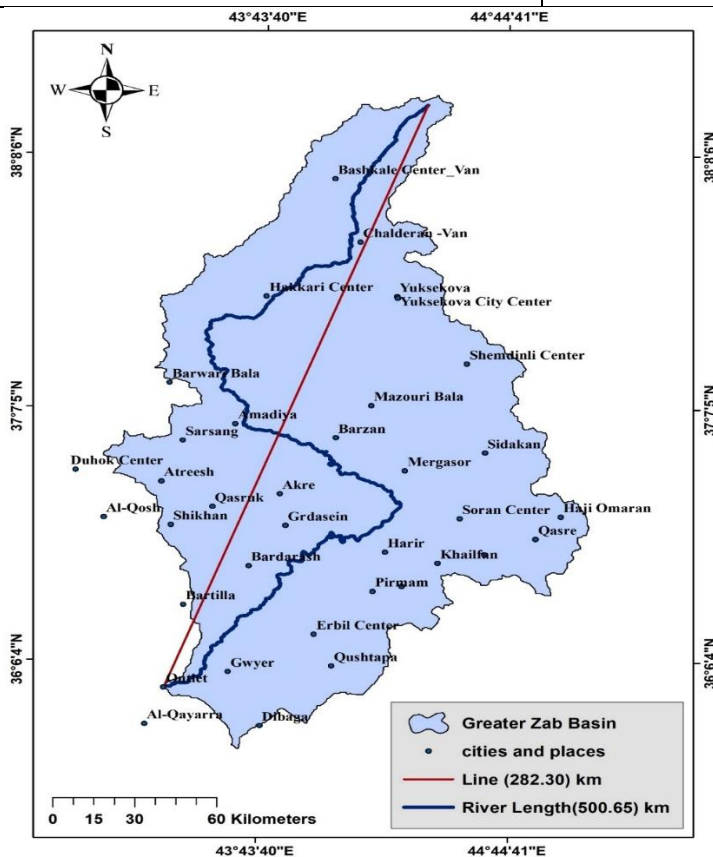 43°43'40"E 44°44'41"E
N
W E
S
38°8'6"N 38°8'6"N
Bashkale Center_Van
Chalderan -Van
Hakkari Center
Yuksekova
Yuksekova City Center
Shemdinli Center
Barwari Bala
37°7'5"N 37°7'5"N
Mazouri Bala
Amadiya
Sarsang
Barzan
Sidakan
Duhok Center
Mergasor
Atreesh
Akre
Qasruk
Al-Qosh
Shikhan
Grdasein
Soran Center
Haji Omaran
Qasre
Harir
Khailfan
Bardarash
Pirmam
Bartilla
Erbil Center
36°6'4"N 36°6'4"N
Qushtapa
Gwyer
Outlet
Al-Qayarra
Dibaga
Greater Zab Basin
cities and places
Line (282.30) km
River Length(500.65) km
0 15 30 60 Kilometers
43°43'40"E 44°44'41"E